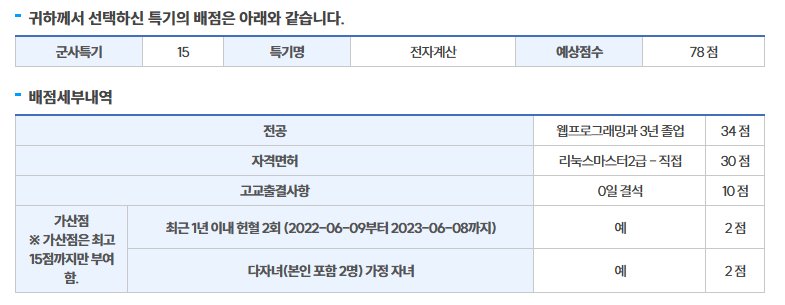 귀하께서 선택하신 특기의 배점은 아래와 같습니다.
군사특기 15 특기명 전자계산 예상점수 78 점
배점세부내역
전공 웹프로그래밍과 3년 졸업 34 점
자격면허 리눅스마스터2급 - 직접 30 점
고교출결사항 0일 결석 10 점
가산점
※ 가산점은 최고
15점까지만 부여
함.
최근 1년 이내 헌혈 2회 (2022-06-09부터 2023-06-08까지) 예 2 점
다자녀(본인 포함 2명) 가정 자녀 예 2 점